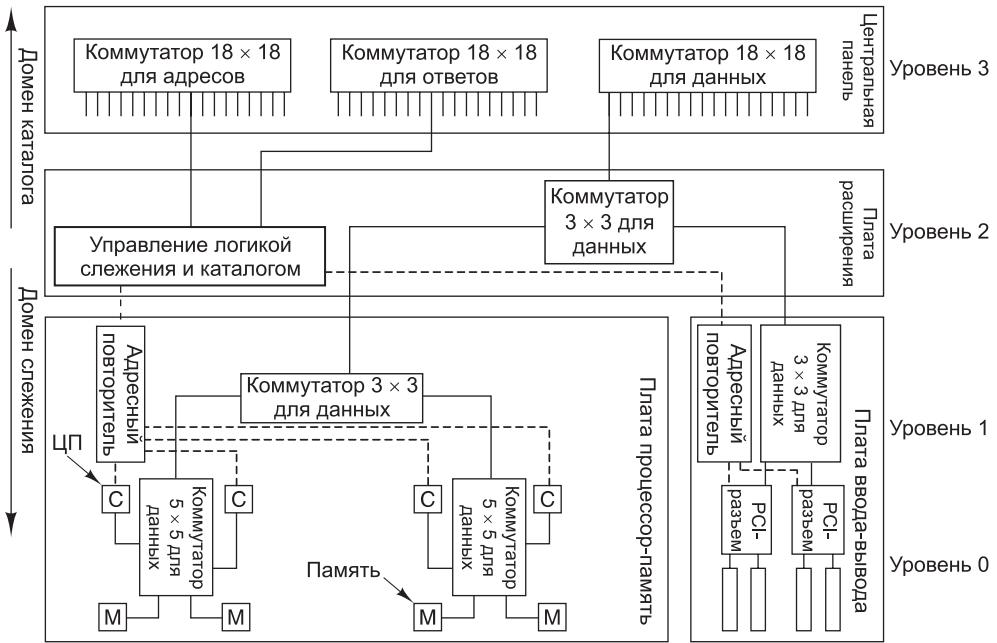 Домен каталога
Домен слежения
Коммутатор 18 × 18
для адресов
Коммутатор 18 × 18
для ответов
Коммутатор 18 × 18
для данных
Центральная
панель
Уровень 3
Коммутатор
3 × 3 для
данных
Управление логикой
слежения и каталогом
Плата
расширения
Уровень 2
Адресный
повторитель
Коммутатор 3 × 3
для данных
ЦП
С
С
Коммутатор
5 × 5 для
данных
М
М
С
С
Коммутатор
5 × 5 для
данных
Память
М
М
Плата процессор-память
Адресный
повторитель
Коммутатор
3 × 3 для
данных
PCI-
разъем
PCI-
разъем
Плата ввода-вывода
Уровень 1
Уровень 0